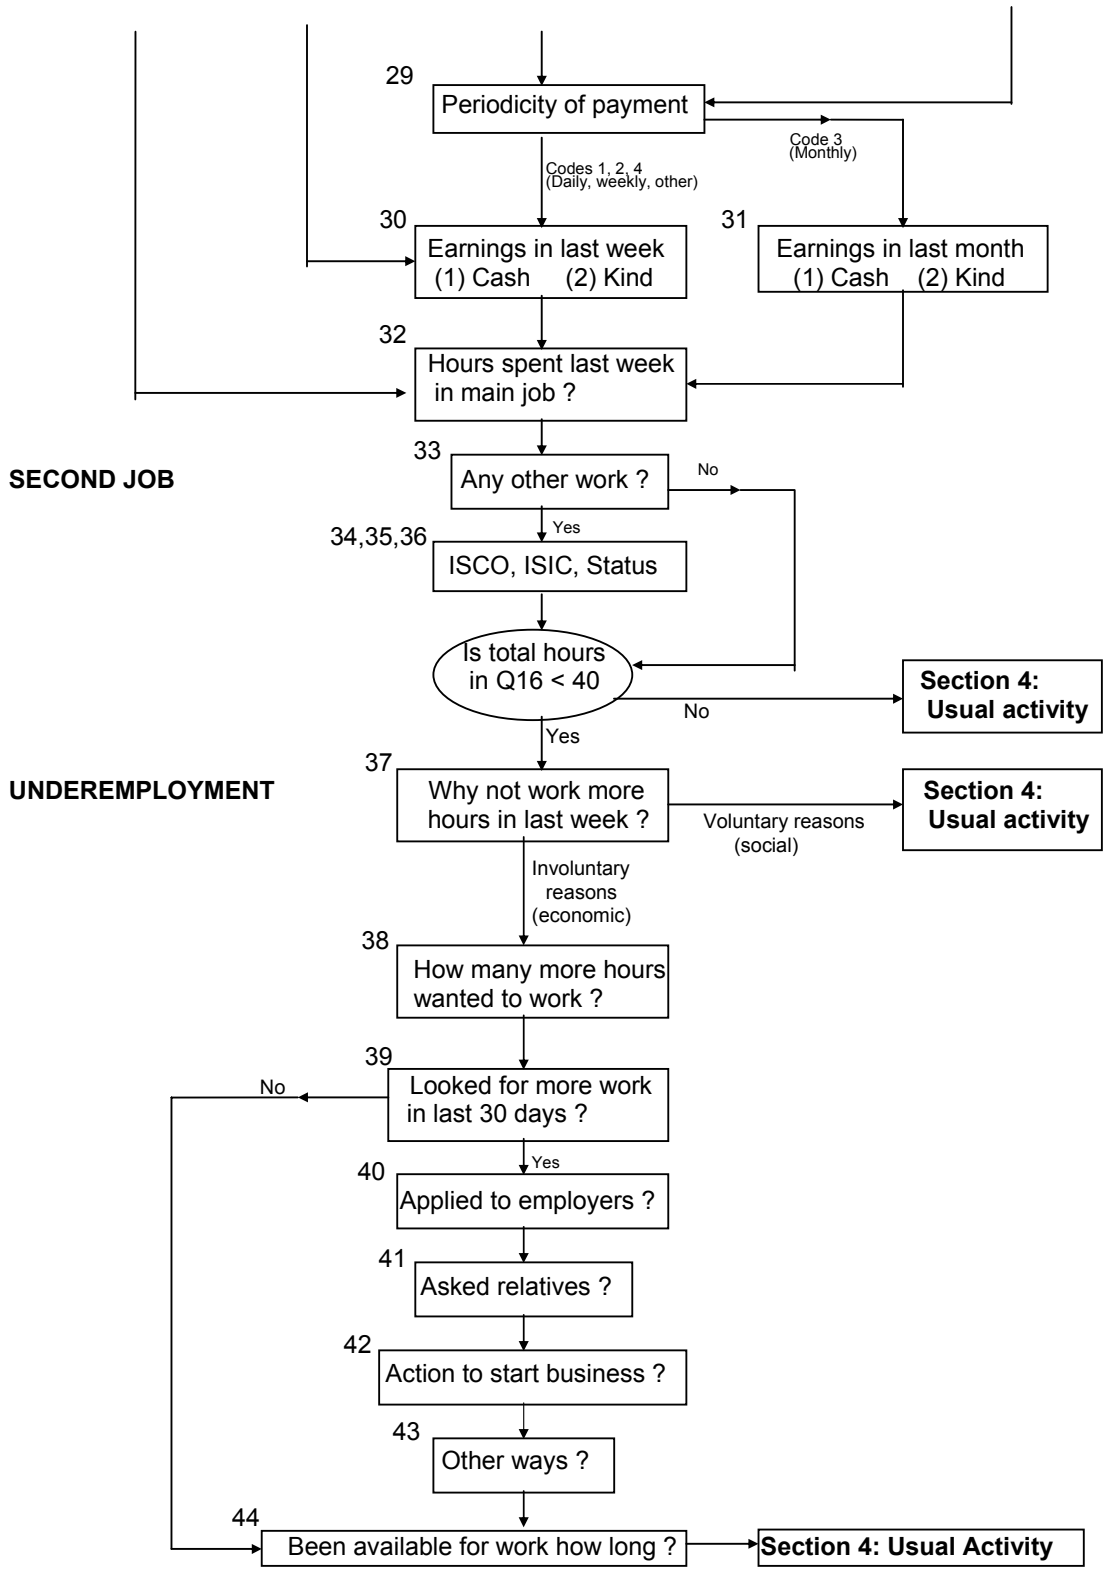 29
Periodicity of payment
Code 3
(Monthly)
Codes 1, 2, 4
(Daily, weekly, other)
30
Earnings in last week
(1) Cash (2) Kind
31
Earnings in last month
(1) Cash (2) Kind
32
Hours spent last week
in main job ?
SECOND JOB
33
Any other work ?
No
Yes
34,35,36
ISCO, ISIC, Status
Is total hours
in Q16 < 40
No
Section 4:
Usual activity
Yes
UNDEREMPLOYMENT
37
Why not work more
hours in last week ?
Voluntary reasons
(social)
Section 4:
Usual activity
Involuntary
reasons
(economic)
38
How many more hours
wanted to work ?
39
Looked for more work
in last 30 days ?
No
Yes
40
Applied to employers ?
41
Asked relatives ?
42
Action to start business ?
43
Other ways ?
44
Been available for work how long ?
Section 4: Usual Activity